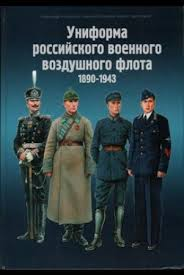 Униформа
российского военного
воздушного флота
1890-1943